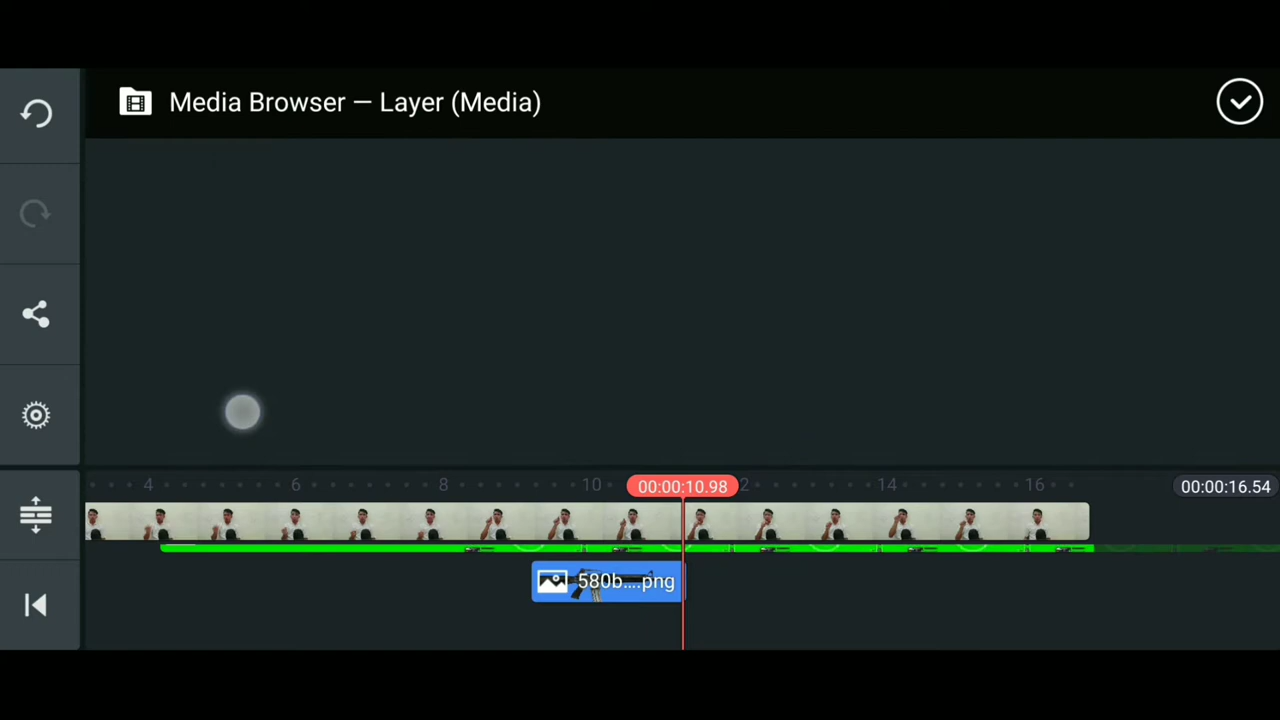 Media Browser — Layer (Media)
4 6 8 10 2 14 16
00:00:10.98
00:00:16.54
580b....png